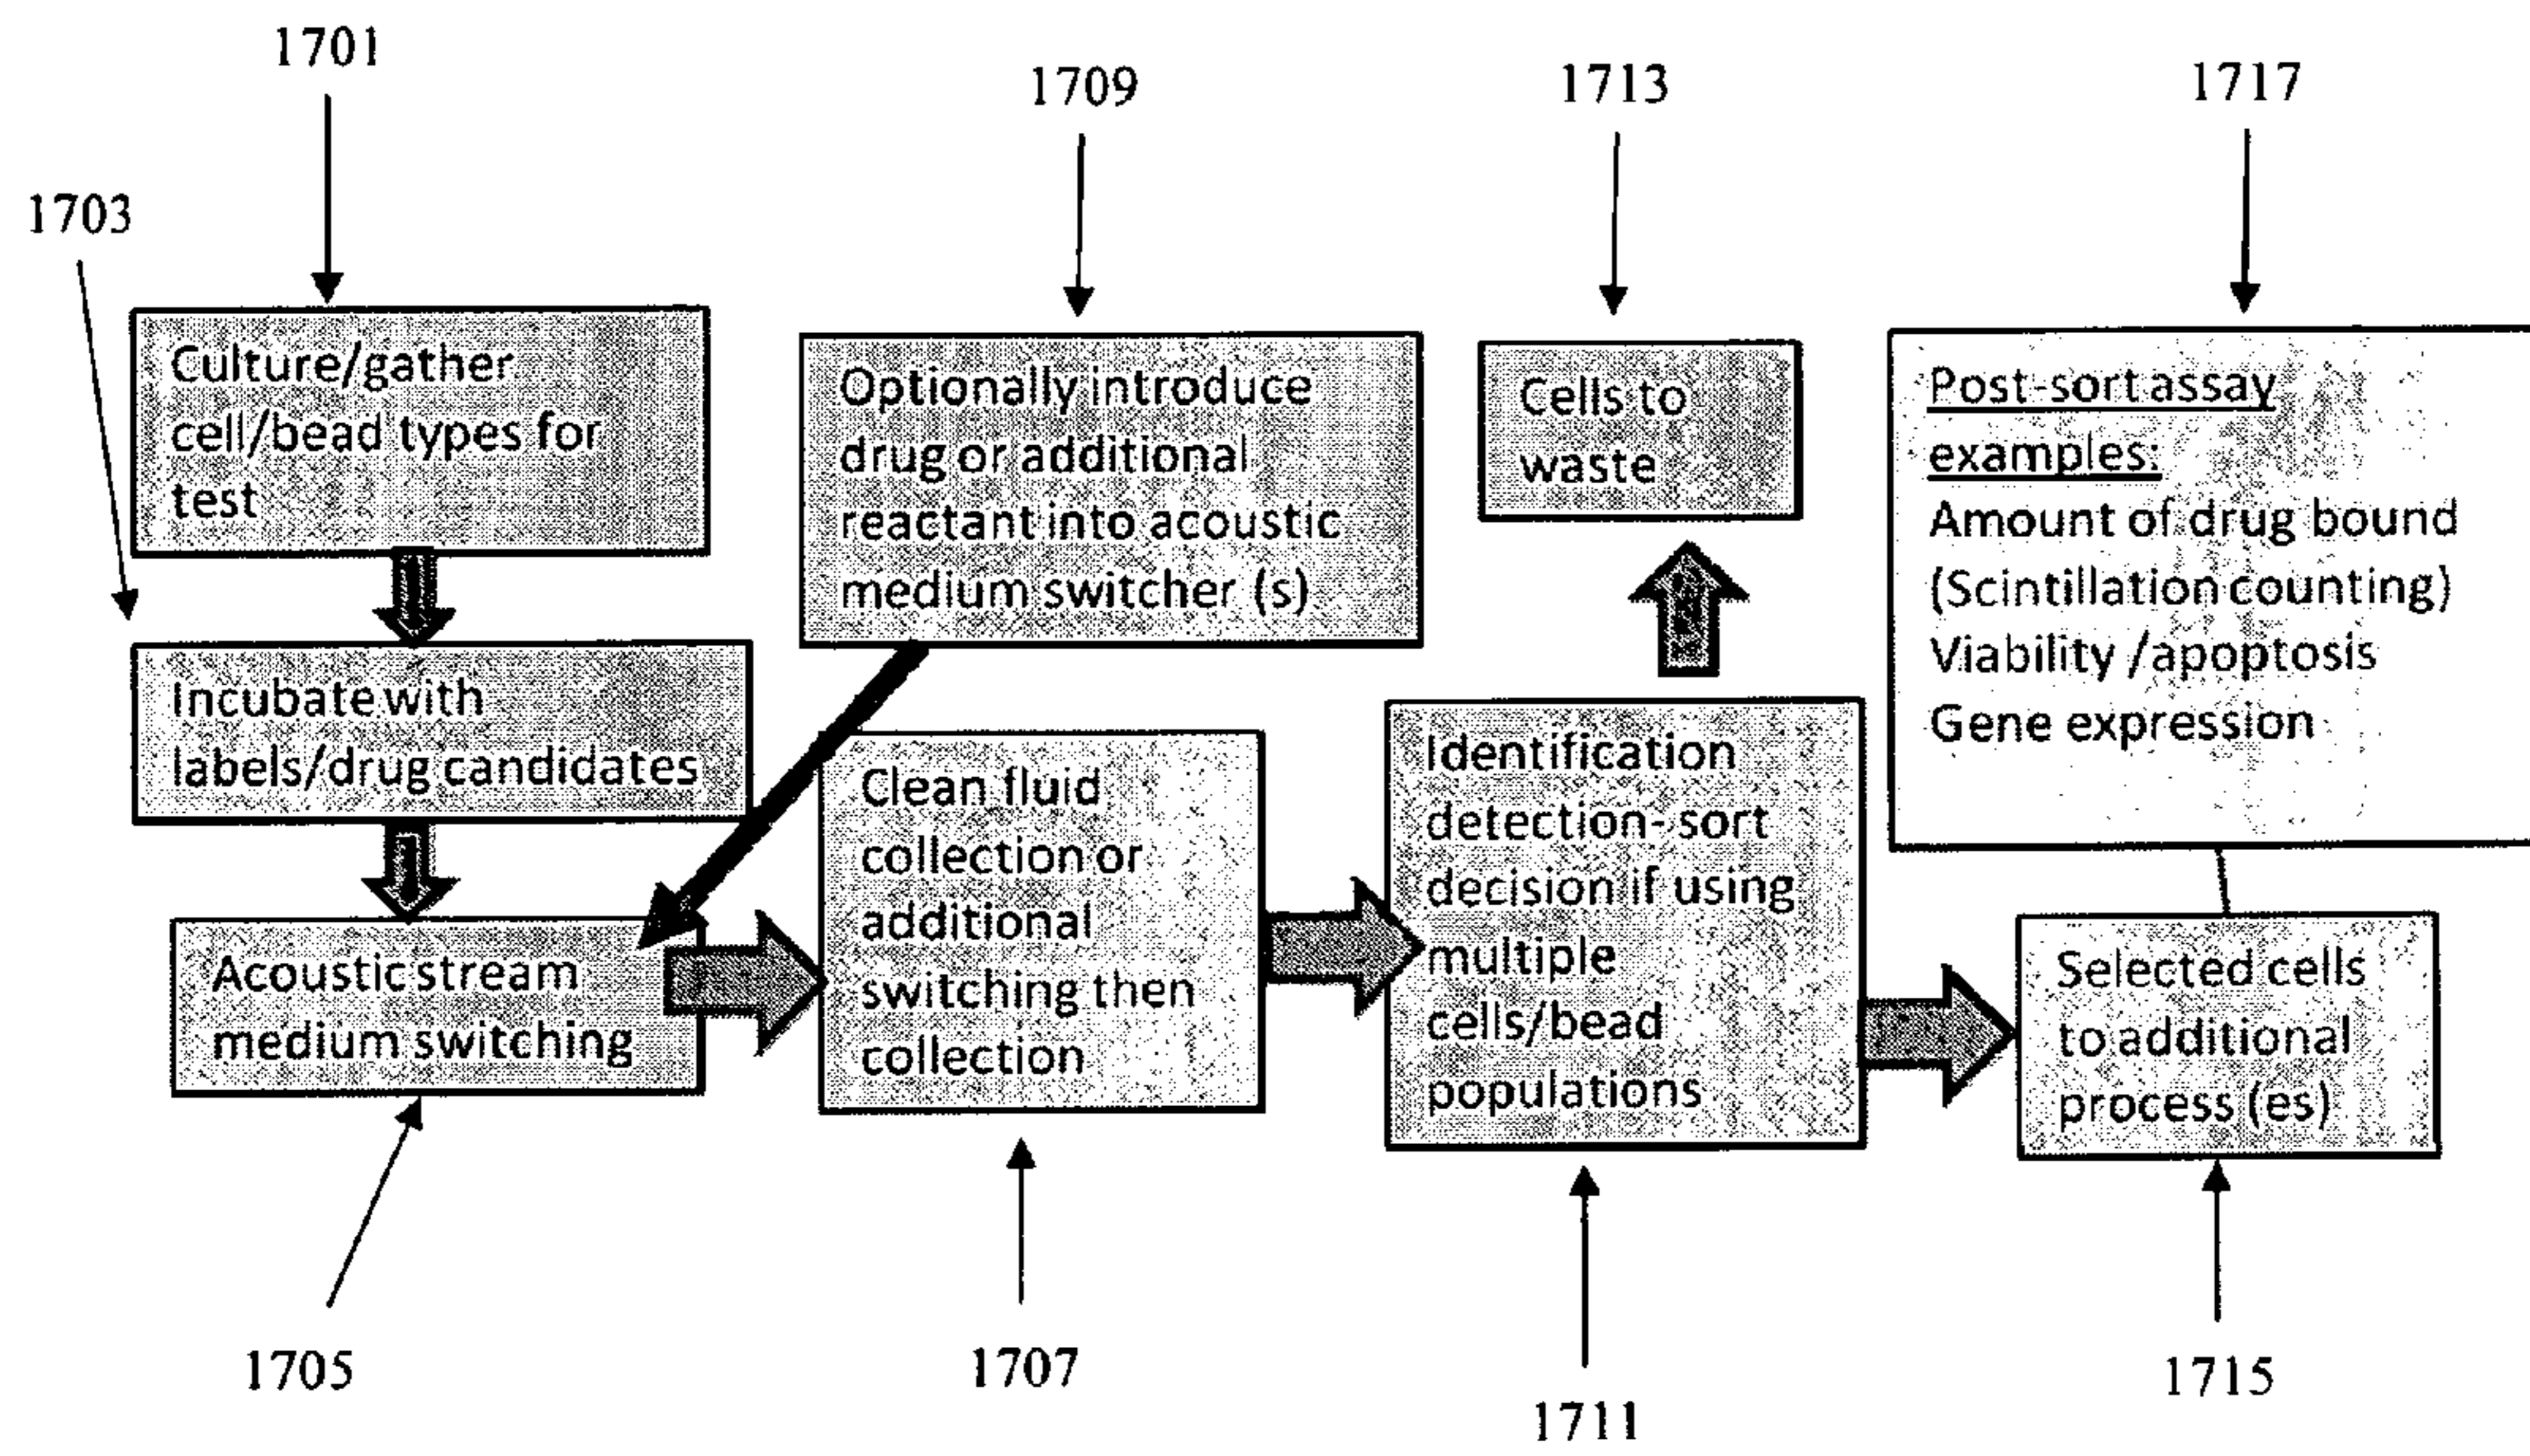 1701
1709
1713
1717
1703
Culture/gather
cell/bead types for
test
Optionally introduce
drug or additional
reactant into acoustic
medium switcher (s)
Cells to
waste
Post-sort assay
examples:
Amount of drug bound
(Scintillation counting)
Viability /apoptosis
Gene expression
Incubate with
labels/drug candidates
Clean fluid
collection or
additional
switching then
collection
Identification
detection- sort
decision if using
multiple
cells/bead
populations
Acoustic stream
medium switching
Selected cells
to additional
process (es)
1705
1707
1711
1715